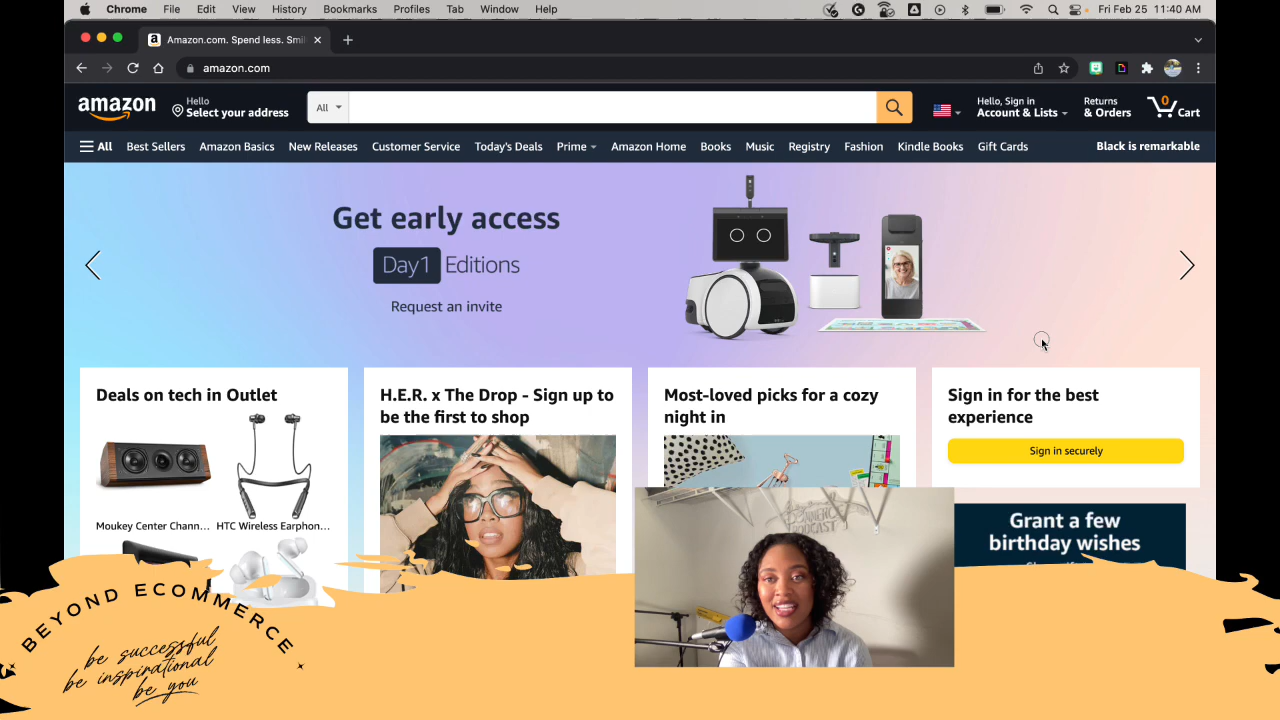 Chrome File Edit View History Bookmarks Profiles Tab Window Help Fri Feb 25 11:40 AM
Amazon.com. Spend less. Smi
amazon.com
amazon
Hello
Select your address
All
Hello, Sign in
Account & Lists
Returns
& Orders
0
Cart
All Best Sellers Amazon Basics New Releases Customer Service Today's Deals Prime Amazon Home Books Music Registry Fashion Kindle Books Gift Cards Black is remarkable
Get early access
Day1 Editions
Request an invite
Deals on tech in Outlet
Moukey Center Chann... HTC Wireless Earphon...
H.E.R. x The Drop - Sign up to
be the first to shop
Most-loved picks for a cozy
night in
Sign in for the best
experience
Sign in securely
Grant a few
birthday wishes
PODCAST
BEYOND ECOMMERCE
be successful
be inspirational
be you